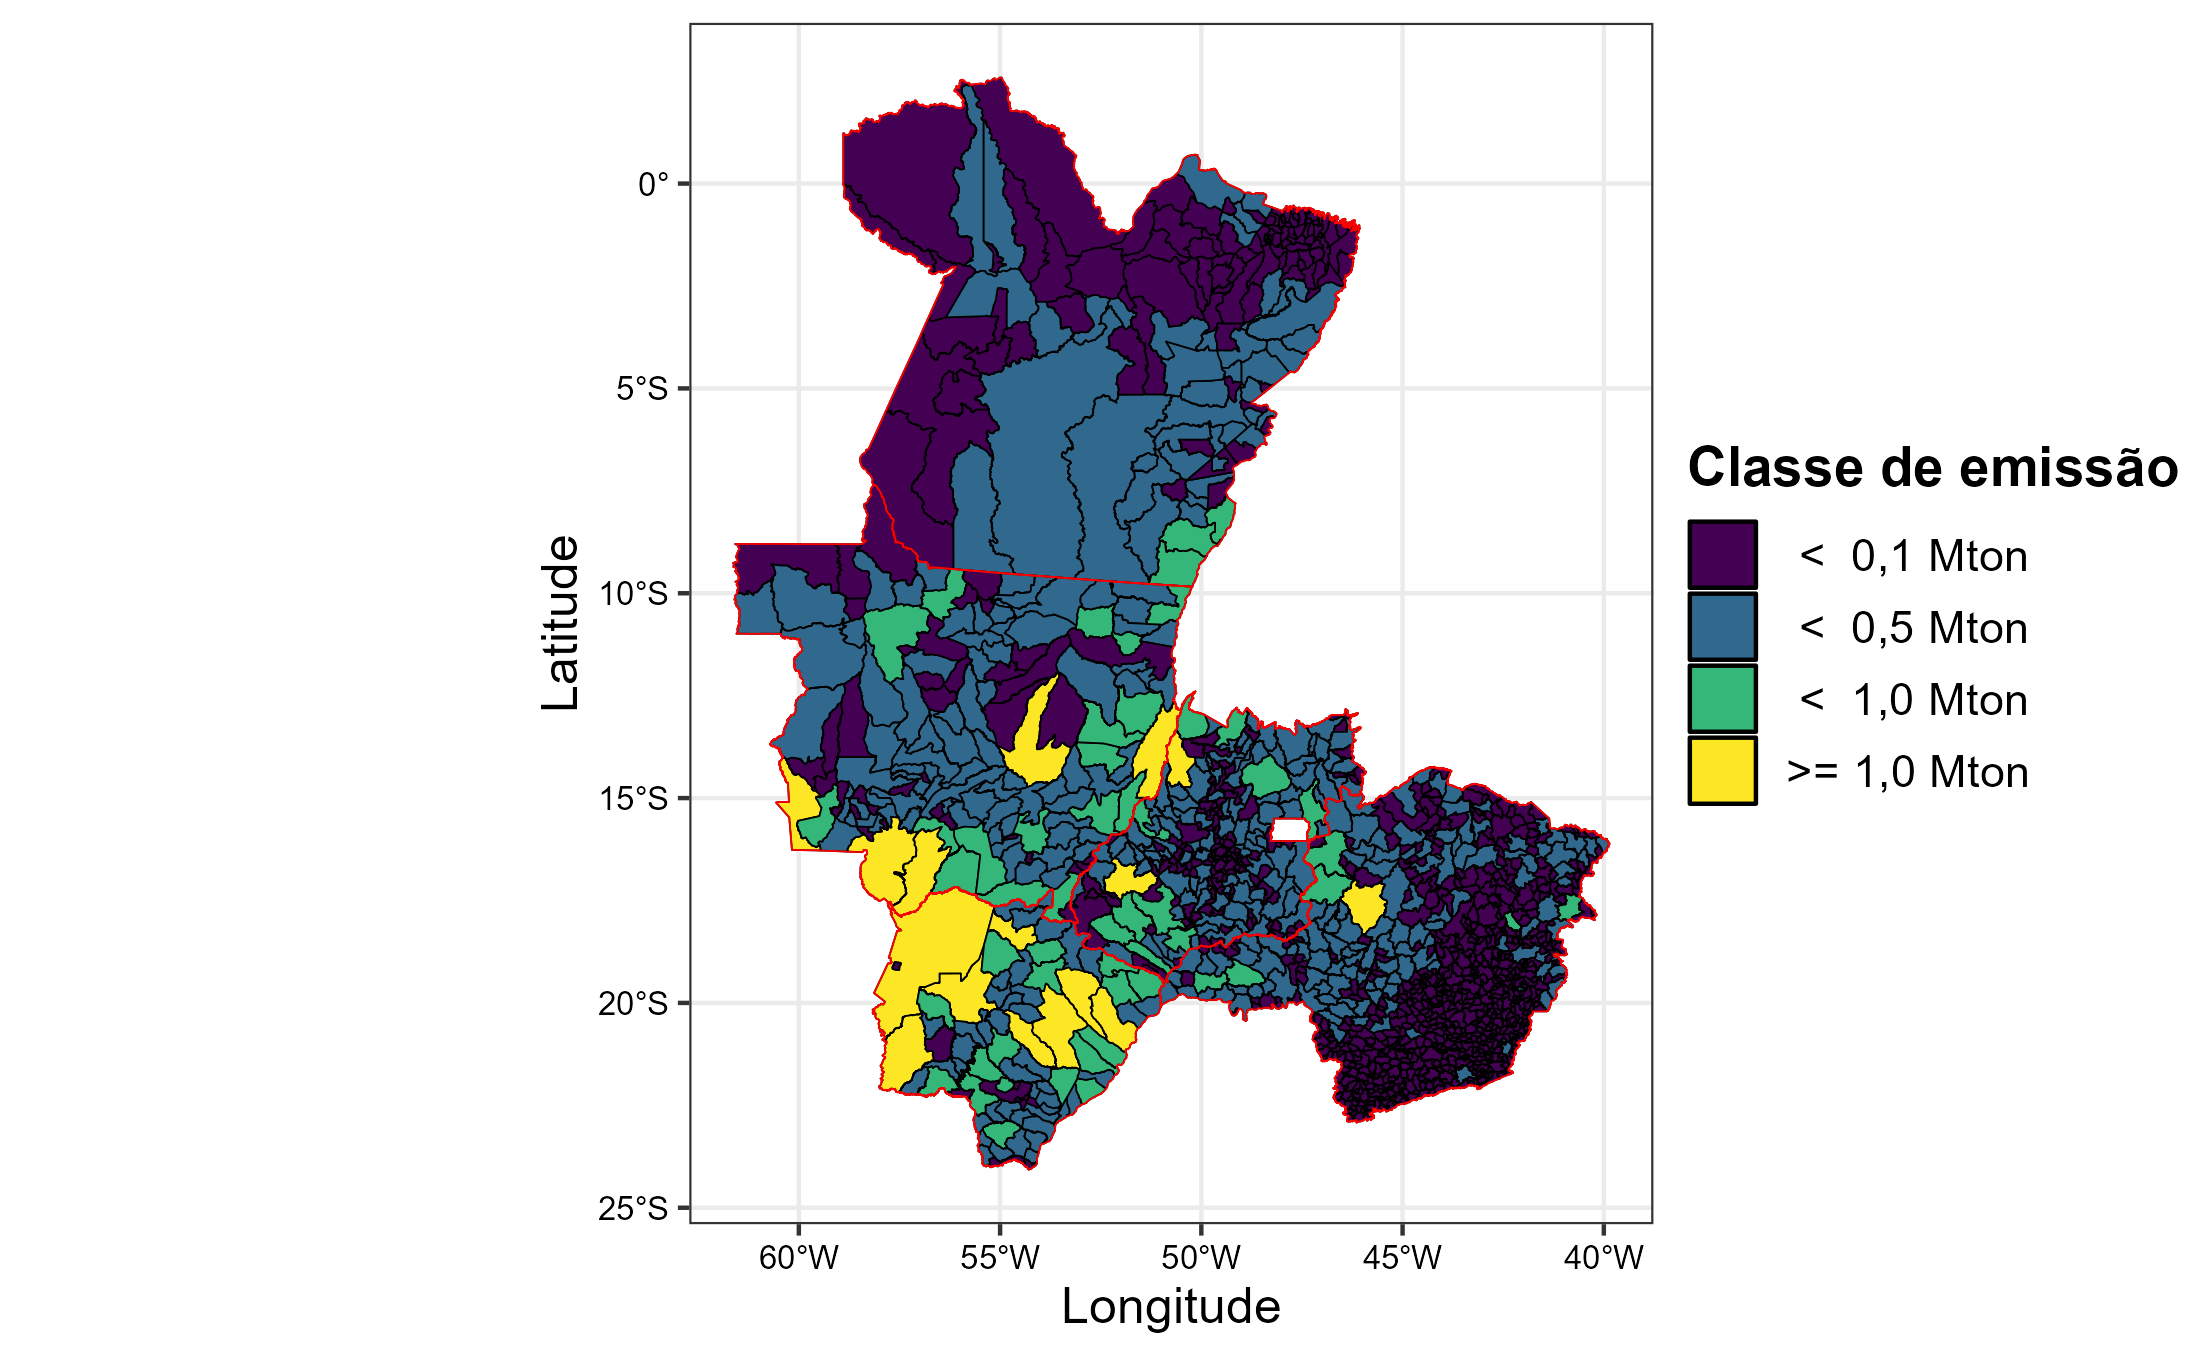 Latitude
0°
5°S
10°S
15°S
20°S
25°S
60°W 55°W 50°W 45°W 40°W
Longitude
Classe de emissão
< 0,1 Mton
< 0,5 Mton
< 1,0 Mton
>= 1,0 Mton